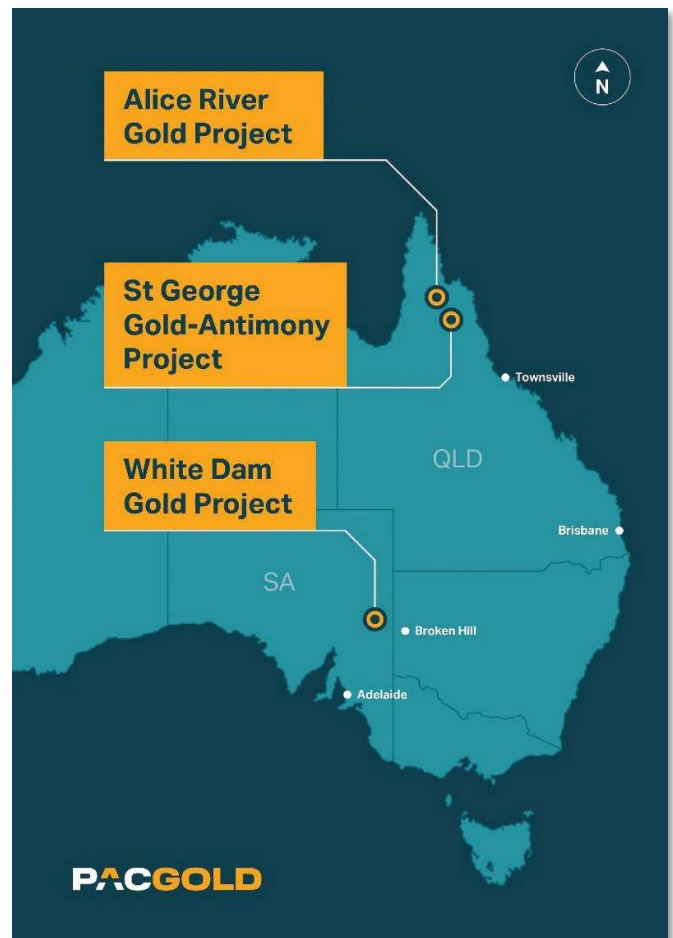 N
Alice River
Gold Project
St George
Gold-Antimony
Project
Townsville
QLD
White Dam
Gold Project
Brisbane
SA
Broken Hill
Adelaide
PACGOLD